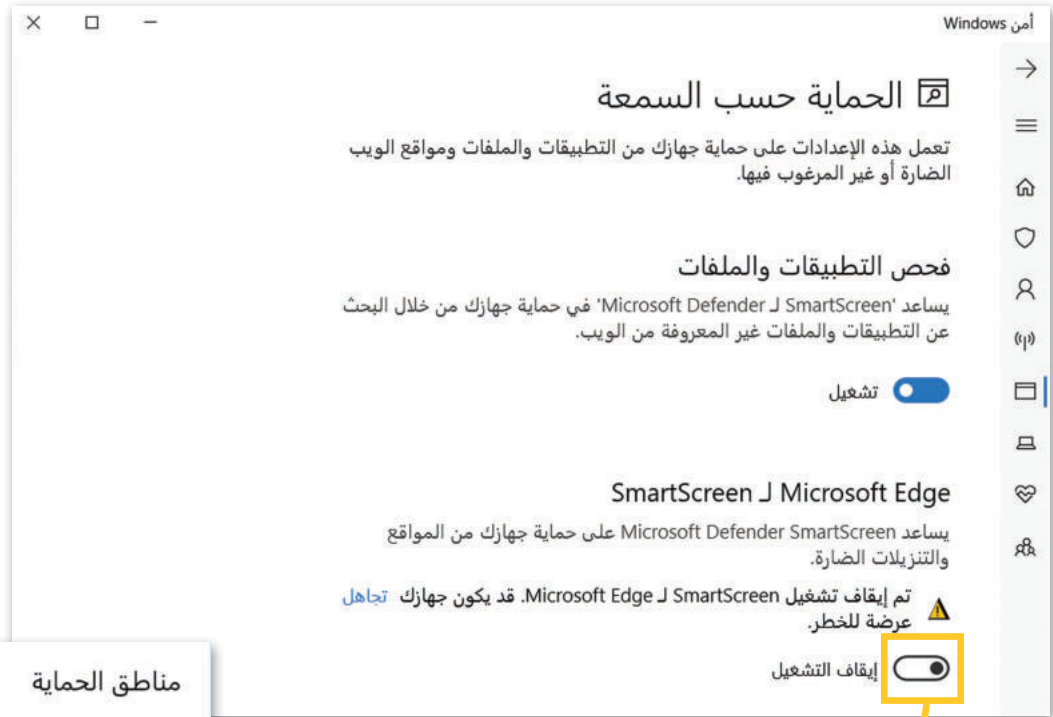 أمن Windows
الحماية حسب السمعة
تعمل هذه الإعدادات على حماية جهازك من التطبيقات والملفات ومواقع الويب
الضارة أو غير المرغوب فيها.
فحص التطبيقات والملفات
يساعد 'SmartScreen لـ Microsoft Defender' في حماية جهازك من خلال البحث
عن التطبيقات والملفات غير المعروفة من الويب.
تشغيل
SmartScreen لـ Microsoft Edge
يساعد Microsoft Defender SmartScreen على حماية جهازك من المواقع
والتنزيلات الضارة.
تم إيقاف تشغيل SmartScreen لـ Microsoft Edge. قد يكون جهازك تجاهل
عرضة للخطر.
إيقاف التشغيل
مناطق الحماية